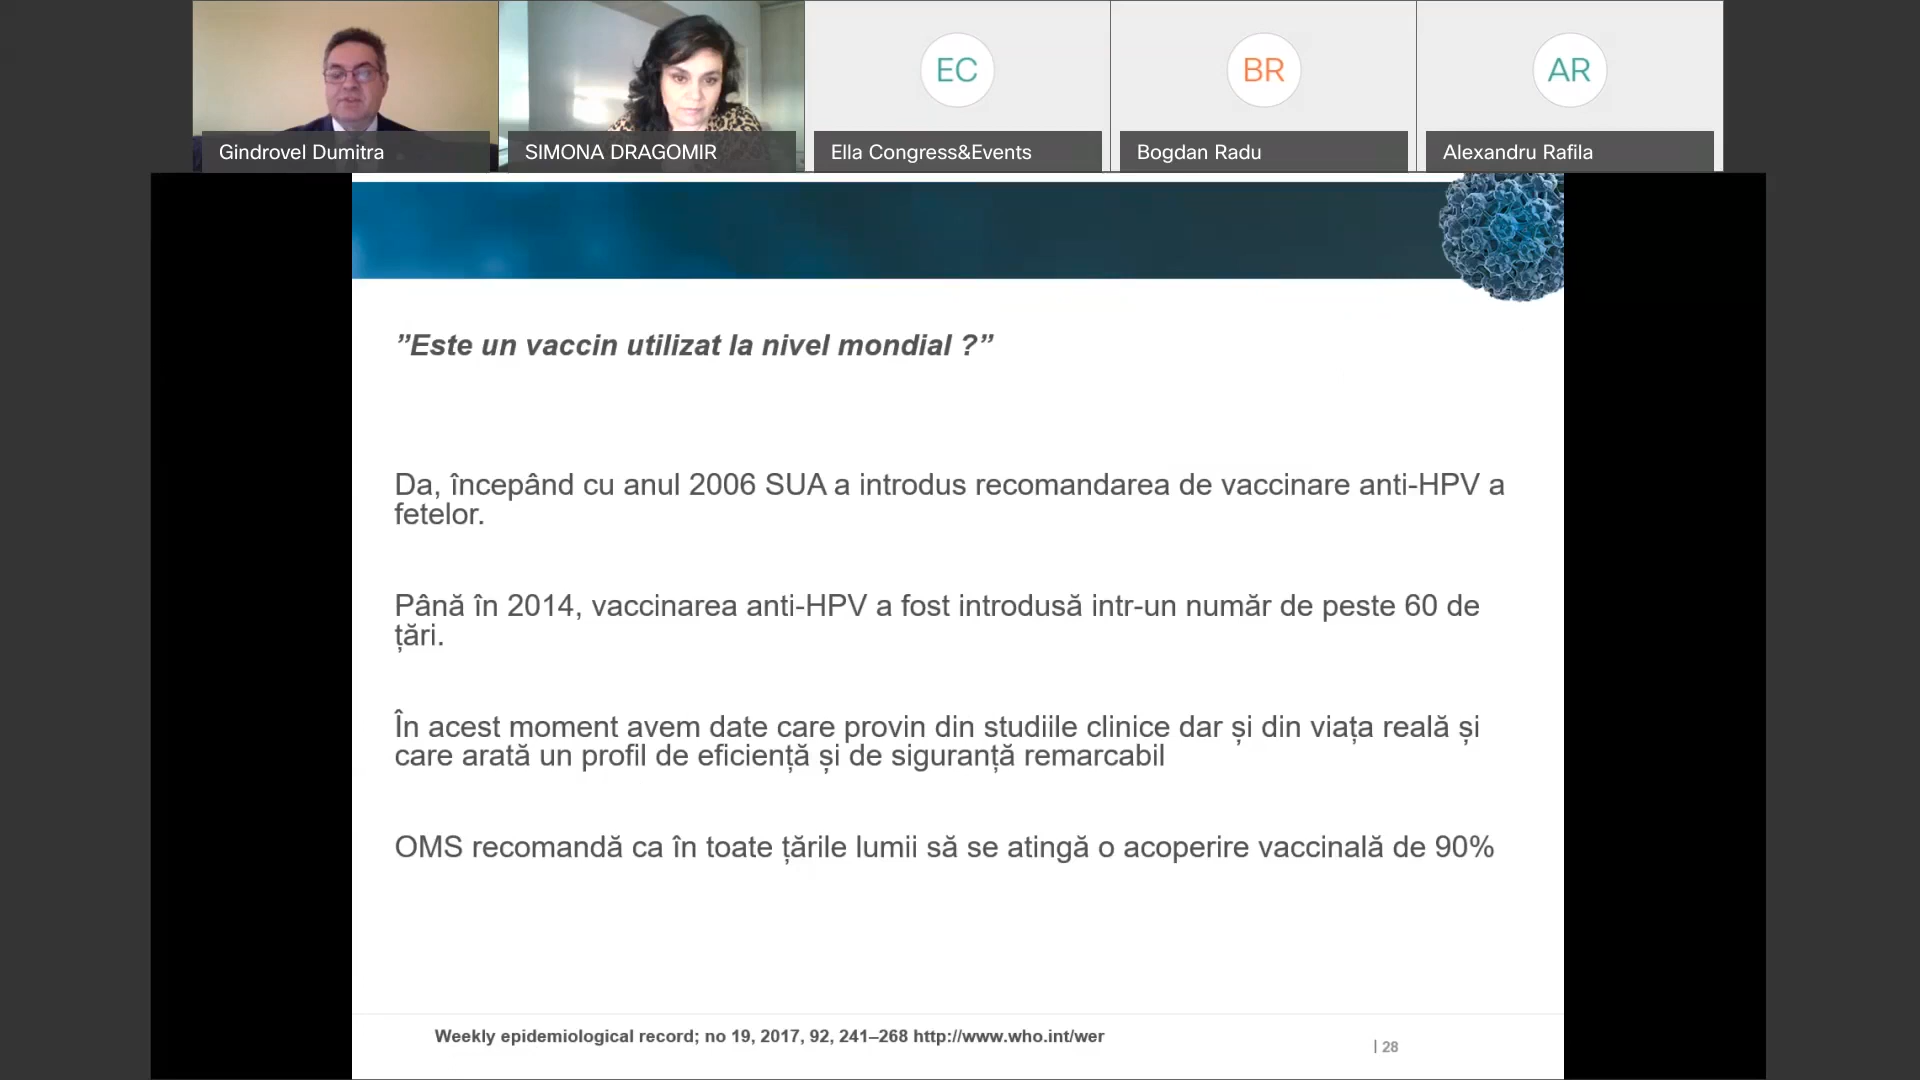 Gindrovel Dumitra
SIMONA DRAGOMIR
EC
Ella Congress&Events
BR
Bogdan Radu
AR
Alexandru Rafila
”Este un vaccin utilizat la nivel mondial ?”
Da, începând cu anul 2006 SUA a introdus recomandarea de vaccinare anti-HPV a
fetelor.
Până în 2014, vaccinarea anti-HPV a fost introdusă intr-un număr de peste 60 de
țări.
În acest moment avem date care provin din studiile clinice dar și din viața reală și
care arată un profil de eficiență și de siguranță remarcabil
OMS recomandă ca în toate țările lumii să se atingă o acoperire vaccinală de 90%
Weekly epidemiological record; no 19, 2017, 92, 241–268 http://www.who.int/wer
| 28